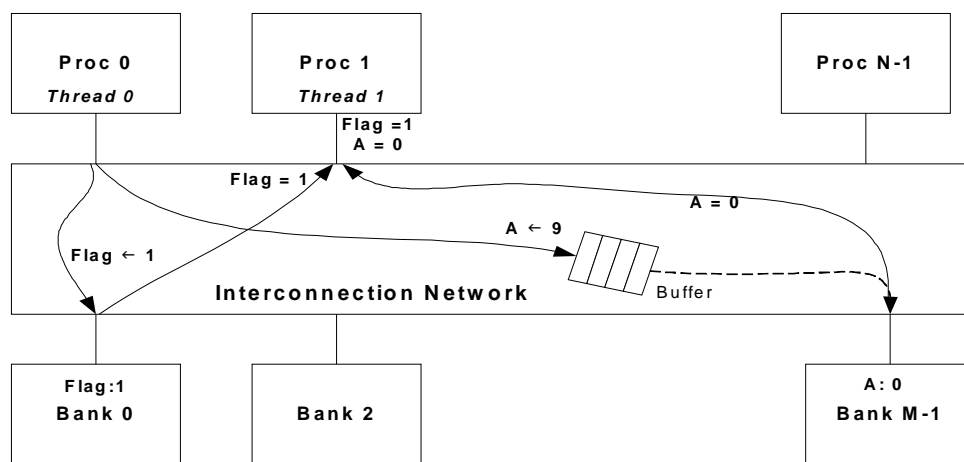 Proc 0
Thread 0
Proc 1
Thread 1
Proc N-1
Flag =1
A = 0
Flag = 1
A = 0
A ← 9
Flag ← 1
Buffer
Interconnection Network
Flag:1
Bank 0
Bank 2
A: 0
Bank M-1